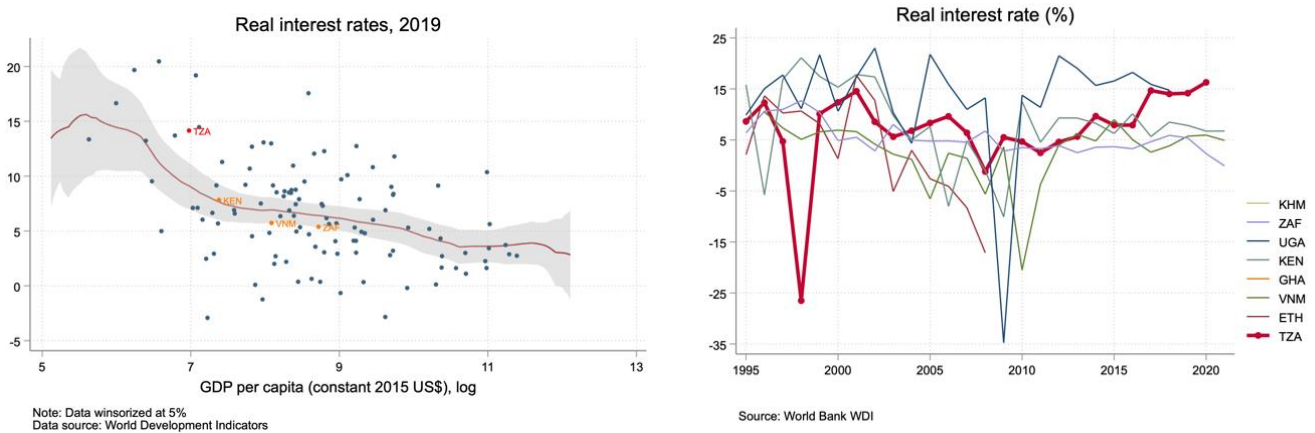 Real interest rates, 2019
20
15
10
5
0
-5
TZA
KEN
VNM
ZAF
5
7
9
11
13
GDP per capita (constant 2015 US$), log
Note: Data winsorized at 5%
Data source: World Development Indicators
Real interest rate (%)
25
15
5
-5
-15
-25
-35
1995
2000
2005
2010
2015
2020
KHM
ZAF
UGA
KEN
GHA
VNM
ETH
TZA
Source: World Bank WDI